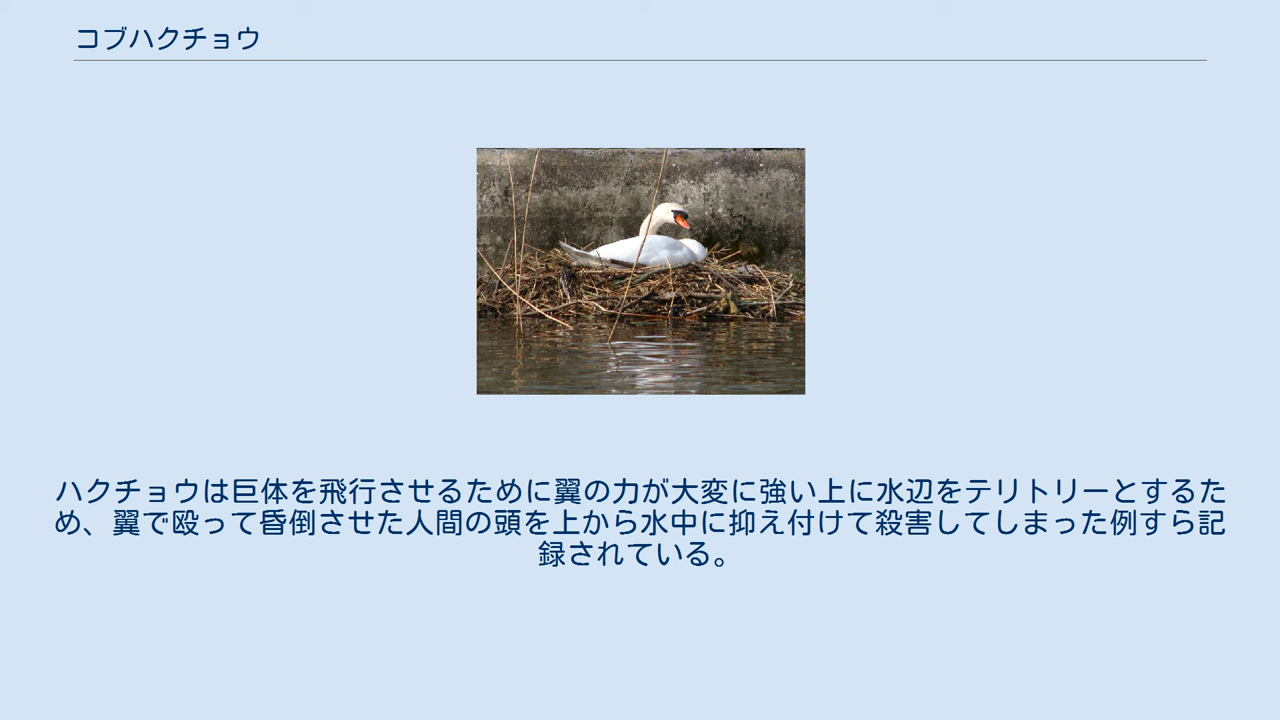 コブハクチョウ
ハクチョウは巨体を飛行させるために翼の力が大変に強い上に水辺をテリトリーとするた
め、翼で殴って昏倒させた人間の頭を上から水中に抑え付けて殺害してしまった例すら記
録されている。